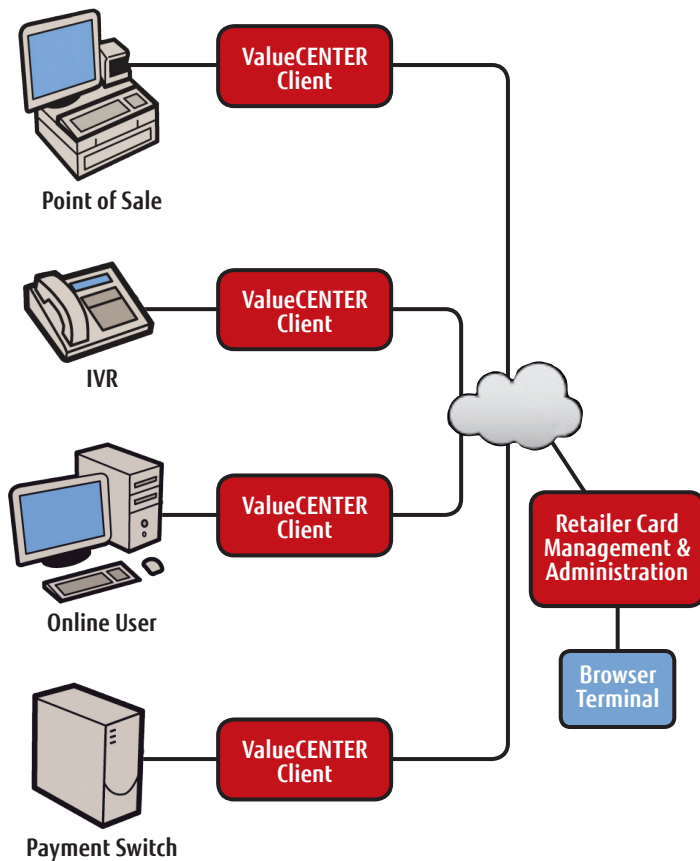 ValueCENTER
Client
Point of Sale
ValueCENTER
Client
IVR
ValueCENTER
Client
Online User
Retailer Card
Management &
Administration
Browser
Terminal
ValueCENTER
Client
Payment Switch